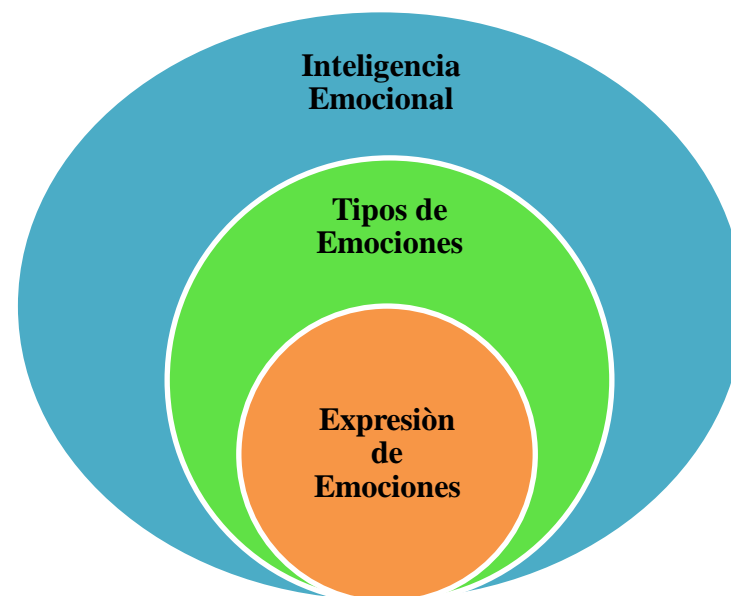 Inteligencia
Emocional
Tipos de
Emociones
Expresiòn
de
Emociones